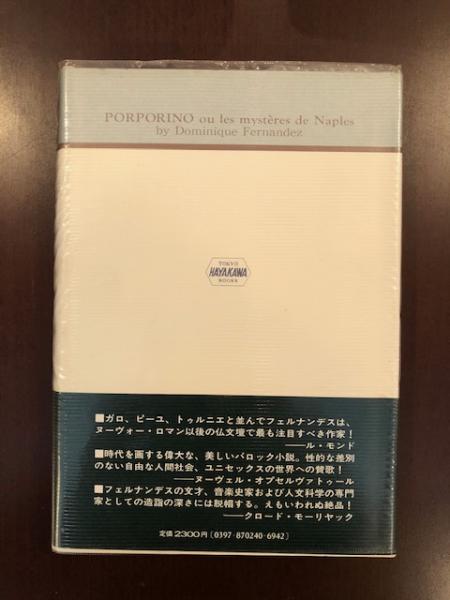 PORPORINO ou les mystères de Naples
by Dominique Fernandez
TOKYO
HAYAKAWA
BOOKS
■ガロ、ビーユ、トゥルニエと並んでフェルナンデスは、
ヌーヴォー・ロマン以後の仏文壇で最も注目すべき作家！
──ル・モンド
■時代を画する偉大な、美しいバロック小説。性的な差別
のない自由な人間社会、ユニセックスの世界への賛歌！
──ヌーヴェル・オプセルヴァトゥール
■フェルナンデスの文才、音楽史家および人文科学の専門
家としての造詣の深さには脱帽する。えもいわれぬ絶品！
──クロード・モーリヤック
定価2300円〔0397-870240-6942〕